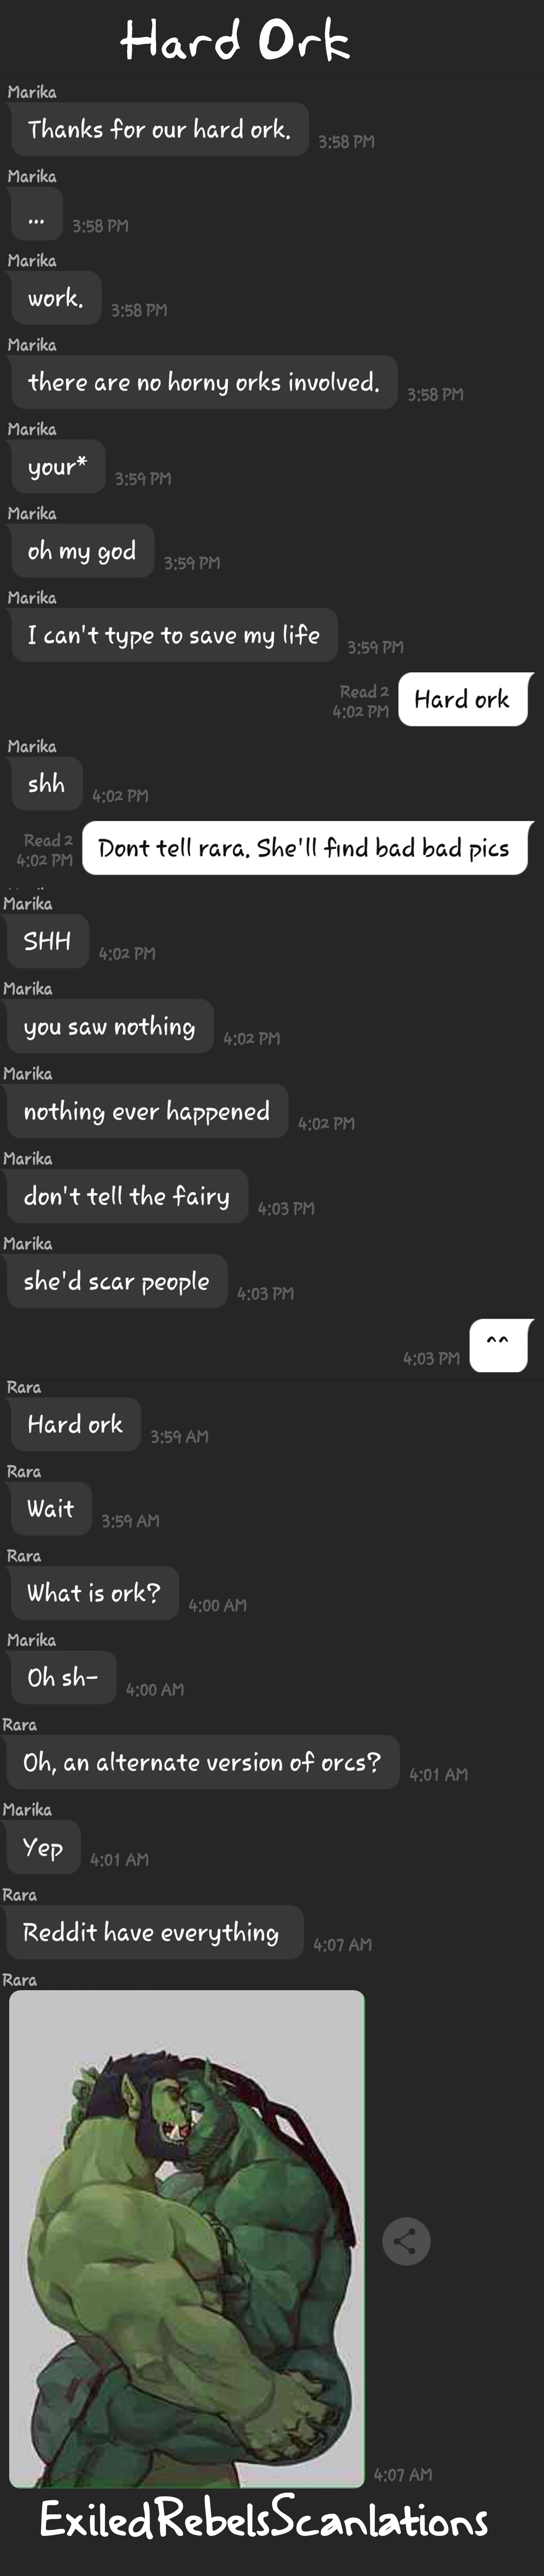 Hard Ork
Marika
Thanks for our hard ork.
3:58 PM
Marika
...
3:58 PM
Marika
work.
3:58 PM
Marika
there are no horny orks involved.
3:58 PM
Marika
your*
3:59 PM
Marika
oh my god
3:59 PM
Marika
I can't type to save my life
3:59 PM
Read 2
4:02 PM
Hard ork
Marika
shh
4:02 PM
Read 2
4:02 PM
Dont tell rara. She'll find bad bad pics
Marika
SHH
4:02 PM
Marika
you saw nothing
4:02 PM
Marika
nothing ever happened
4:02 PM
Marika
don't tell the fairy
4:03 PM
Marika
she'd scar people
4:03 PM
4:03 PM
^^
Rara
Hard ork
3:59 AM
Rara
Wait
3:59 AM
Rara
What is ork?
4:00 AM
Marika
Oh sh-
4:00 AM
Rara
Oh, an alternate version of orcs?
4:01 AM
Marika
Yep
4:01 AM
Rara
Reddit have everything
4:07 AM
Rara
4:07 AM
ExiledRebelsScanlations